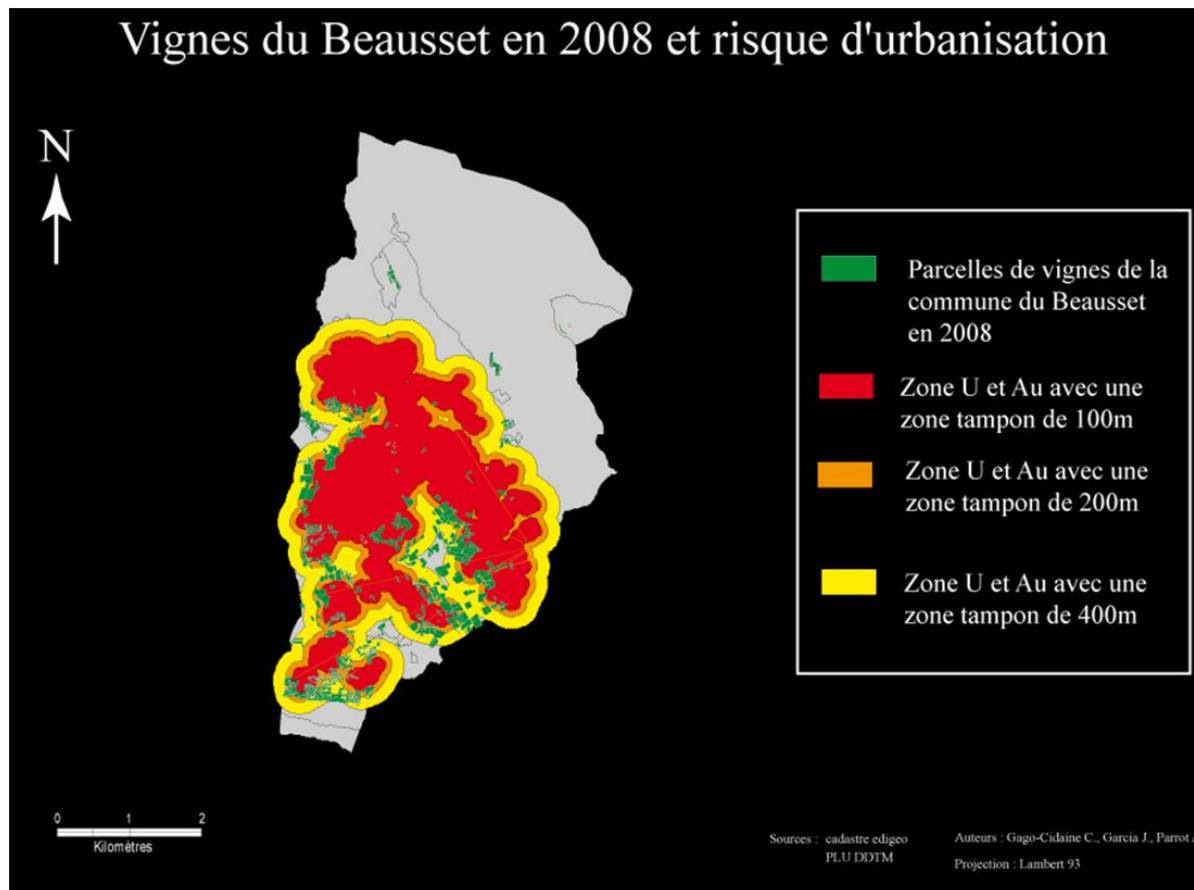 Vignes du Beausset en 2008 et risque d'urbanisation
N
Parcelles de vignes de la
commune du Beausset
en 2008
Zone U et Au avec une
zone tampon de 100m
Zone U et Au avec une
zone tampon de 200m
Zone U et Au avec une
zone tampon de 400m
0 1 2
Kilomètres
Sources : cadastre edigeo
PLU DDTM
Auteurs : Gago-Cidaine C., Garcia J., Parrot
Projection : Lambert 93